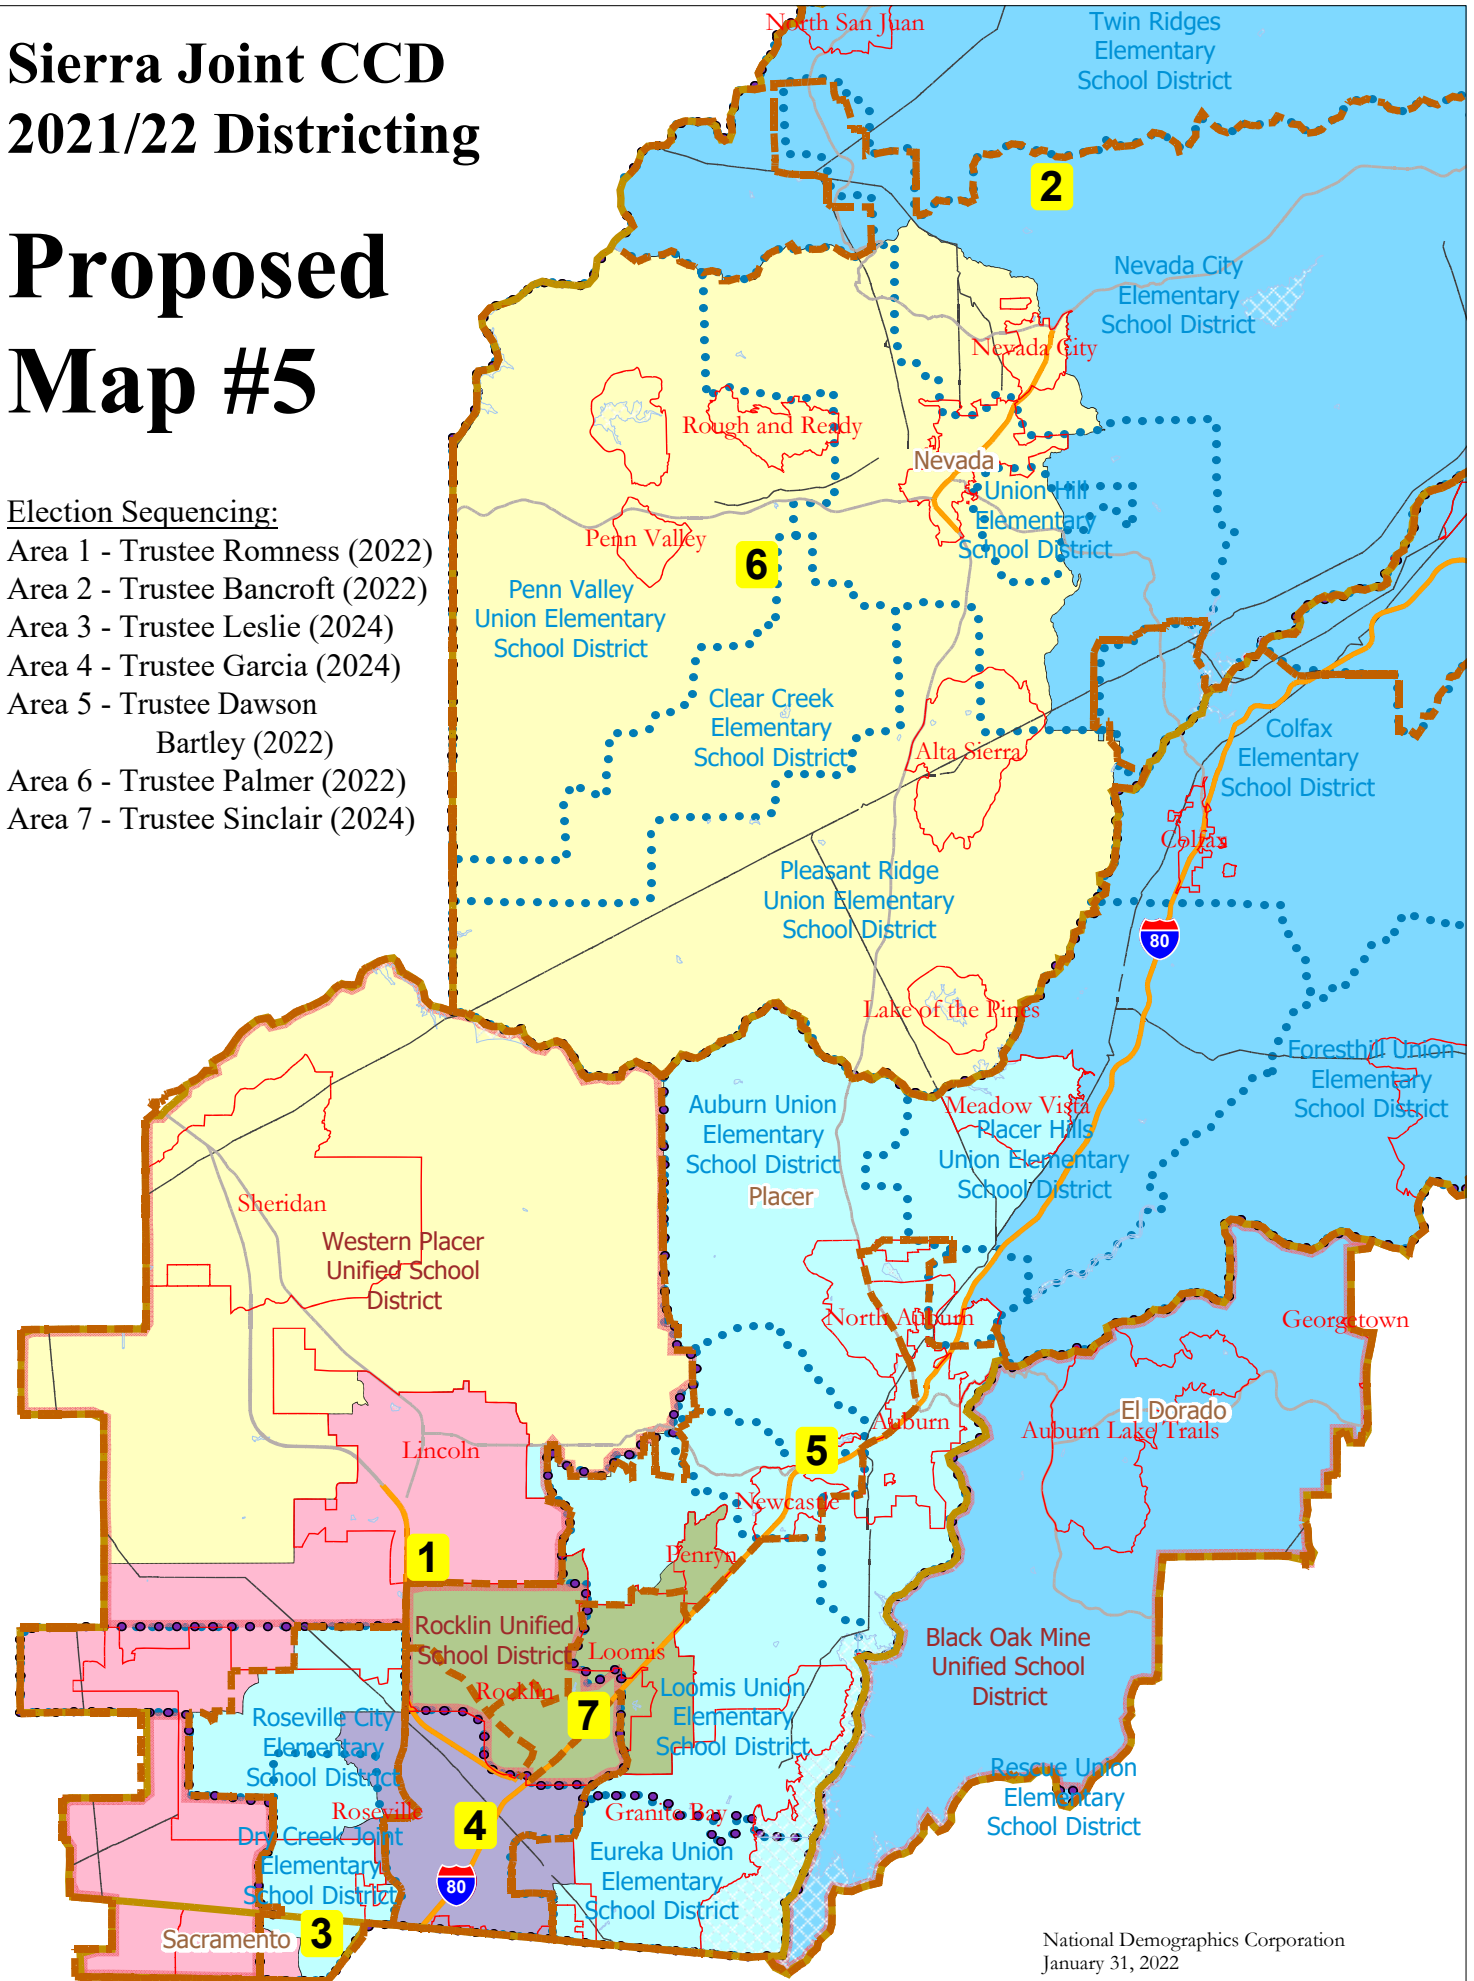 Sierra Joint CCD
2021/22 Districting
Proposed
Map #5
Election Sequencing:
Area 1 - Trustee Romness (2022)
Area 2 - Trustee Bancroft (2022)
Area 3 - Trustee Leslie (2024)
Area 4 - Trustee Garcia (2024)
Area 5 - Trustee Dawson
Bartley (2022)
Area 6 - Trustee Palmer (2022)
Area 7 - Trustee Sinclair (2024)
North San Juan
Twin Ridges
Elementary
School District
2
Nevada City
Elementary
School District
Nevada City
Rough and Ready
Nevada
Union Hill
Elementary
School District
Penn Valley
6
Penn Valley
Union Elementary
School District
Clear Creek
Elementary
School District
Alta Sierra
Colfax
Elementary
School District
Colfax
Pleasant Ridge
Union Elementary
School District
80
Lake of the Pines
Foresthill Union
Elementary
School District
Auburn Union
Elementary
School District
Placer
Meadow Vista
Placer Hills
Union Elementary
School District
Sheridan
Western Placer
Unified School
District
North Auburn
Georgetown
El Dorado
Auburn Lake Trails
Auburn
5
Lincoln
Newcastle
1
Penryn
Rocklin Unified
School District
Loomis
Rocklin
7
Loomis Union
Elementary
School District
Black Oak Mine
Unified School
District
Roseville City
Elementary
School District
Roseville
4
Granite Bay
Rescue Union
Elementary
School District
Dry Creek Joint
Elementary
School District
80
Eureka Union
Elementary
School District
Sacramento
3
National Demographics Corporation
January 31, 2022